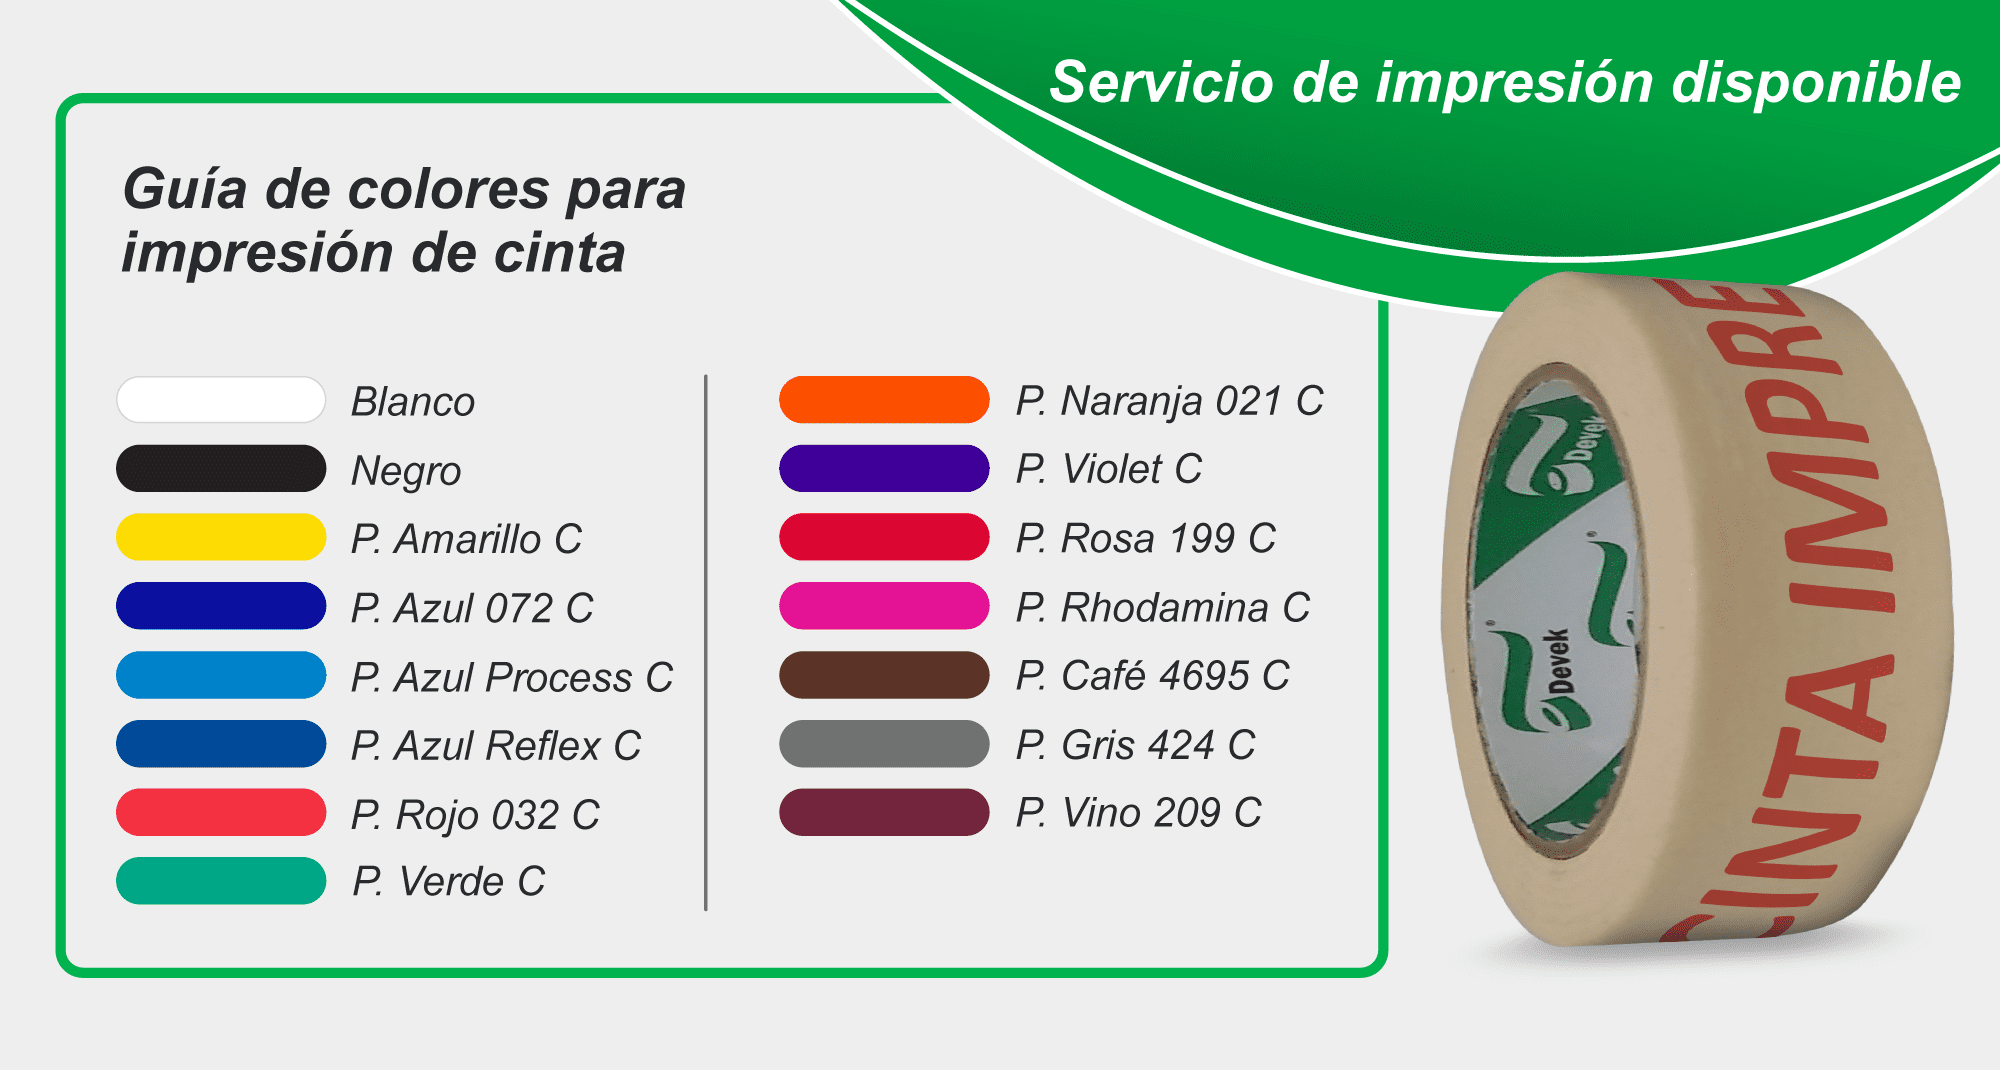 Servicio de impresión disponible
Guía de colores para
impresión de cinta
Blanco
Negro
P. Amarillo C
P. Azul 072 C
P. Azul Process C
P. Azul Reflex C
P. Rojo 032 C
P. Verde C
P. Naranja 021 C
P. Violet C
P. Rosa 199 C
P. Rhodamina C
P. Café 4695 C
P. Gris 424 C
P. Vino 209 C
CINTA IMPRE
Devek
®
®
Devek